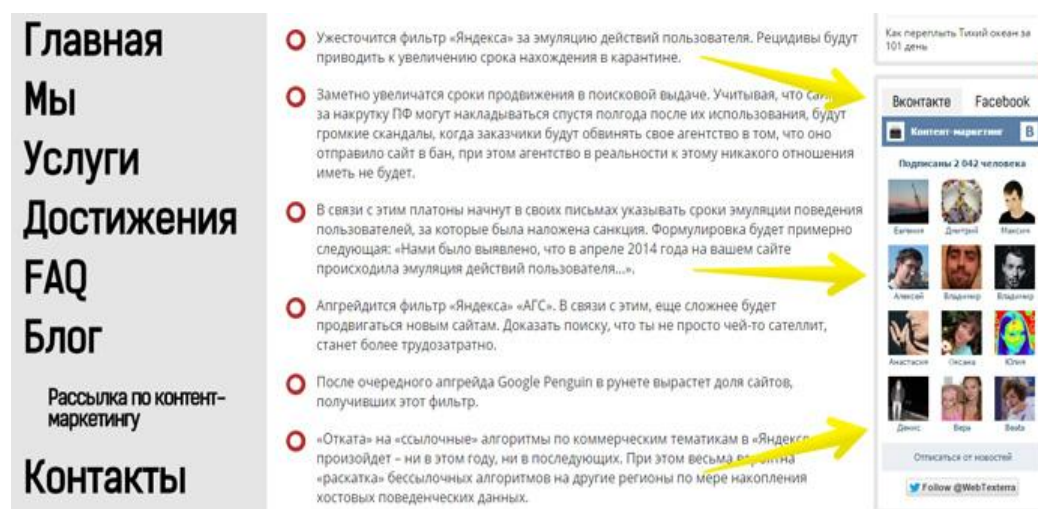 Главная
Мы
Услуги
Достижения
FAQ
Блог
Рассылка по контент-
маркетингу
Контакты
Ужесточится фильтр «Яндекса» за эмуляцию действий пользователя. Рецидивы будут
приводить к увеличению срока нахождения в карантине.
Заметно увеличатся сроки продвижения в поисковой выдаче. Учитывая, что
за накрутку ПФ могут накладываться спустя полгода после их использования, будут
громкие скандалы, когда заказчики будут обвинять свое агентство в том, что оно
отправило сайт в бан, при этом агентство в реальности к этому никакого отношения
иметь не будет.
В связи с этим платоны начнут в своих письмах указывать сроки эмуляции поведения
пользователей, за которые была наложена санкция. Формулировка будет примерно
следующая: «Нами было выявлено, что в апреле 2014 года на вашем сайте
происходила эмуляция действий пользователя...».
Апгрейдится фильтр «Яндекса» «АГС». В связи с этим, еще сложнее будет
продвигаться новым сайтам. Доказать поиску, что ты не просто чей-то сателлит,
станет более трудозатратно.
После очередного апгрейда Google Penguin в рунете вырастет доля сайтов,
получивших этот фильтр.
«Отката» на «ссылочные» алгоритмы по коммерческим тематикам в
произойдет – ни в этом году, ни в последующих. При этом весьма вероятна
«раскатка» бессылочных алгоритмов на другие регионы по мере накопления
хостовых поведенческих данных.
Как переплыть Тихий океан за
101 день
Вконтакте Facebook
Контент-маркетинг В
Подписаны 2 042 человека
Евгения Дмитрий Максим
Алексей Владимир Владимир
Анастасия Оксана Юлия
Денис Вера Beata
Отписаться от новостей
Follow @WebTexterra